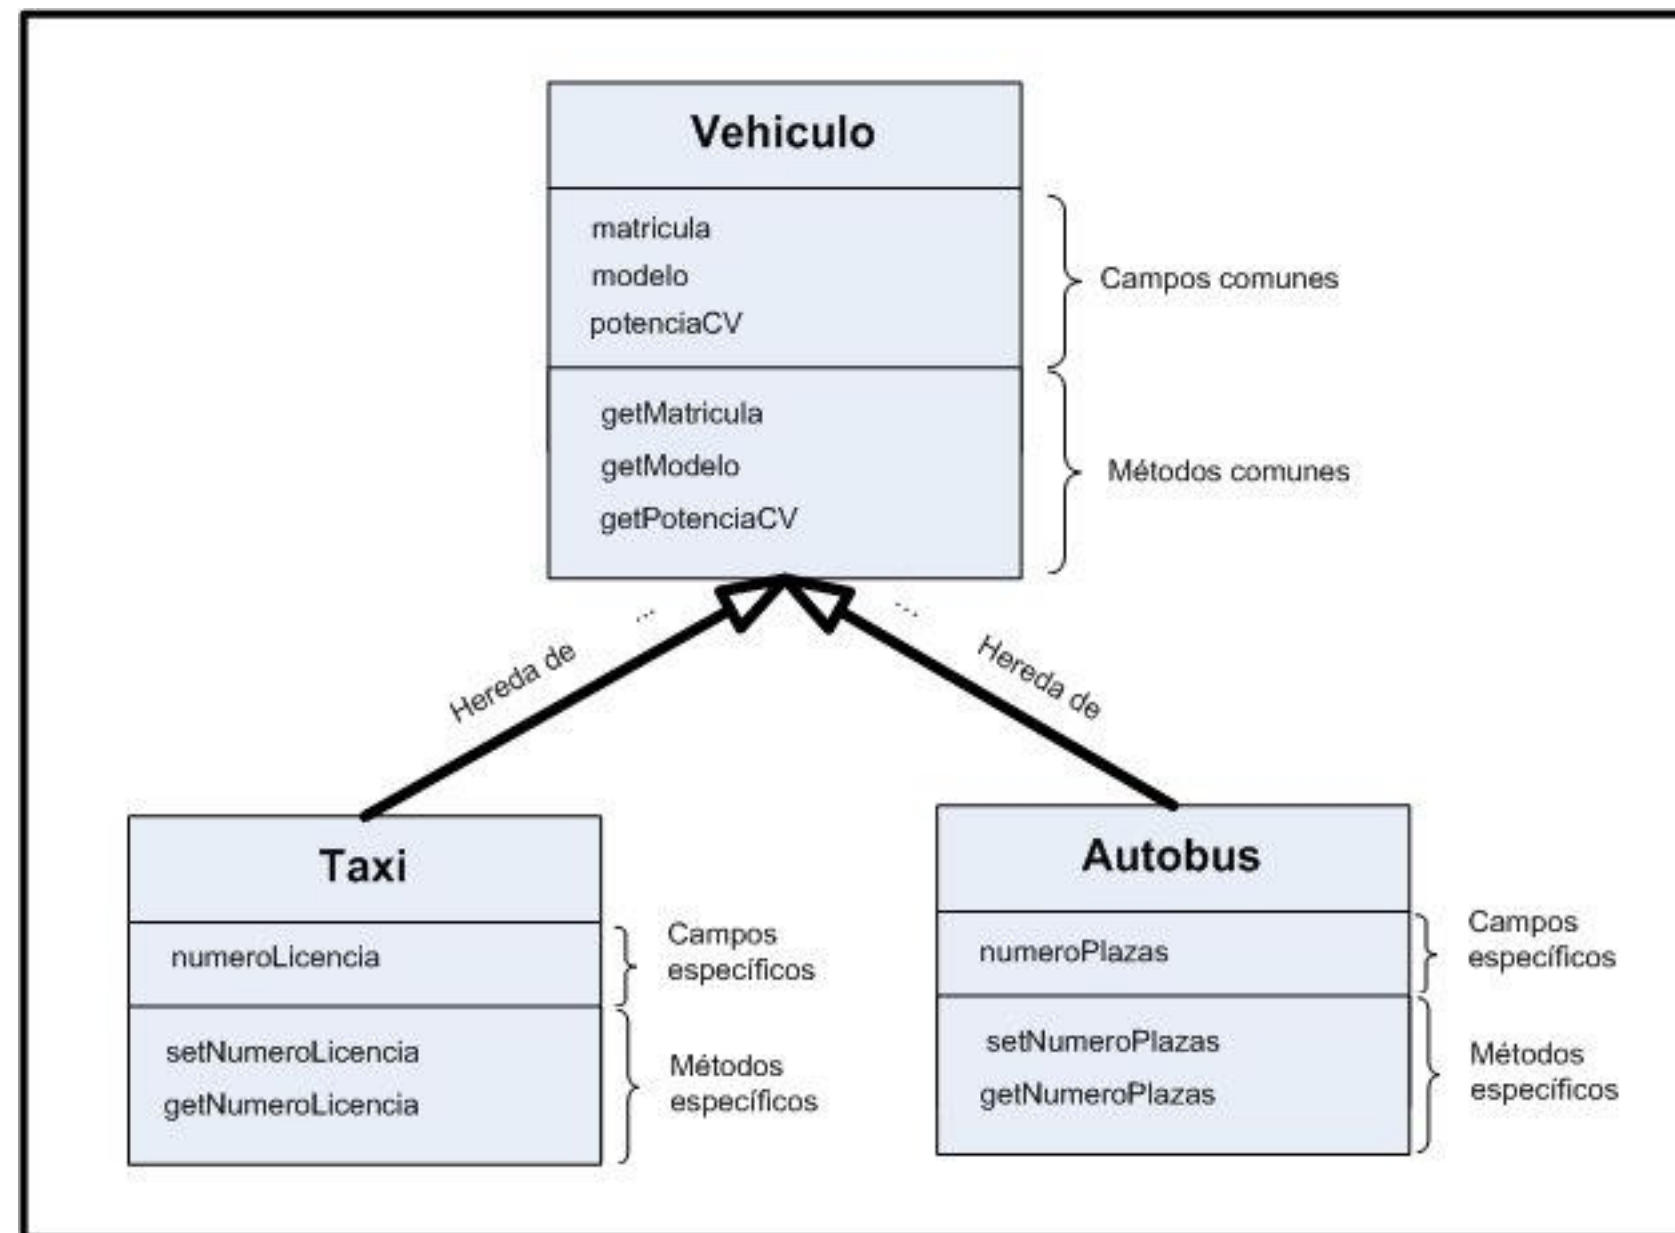 Vehiculo
matricula
modelo
potenciaCV
Campos comunes
getMatricula
getModelo
getPotenciaCV
Métodos comunes
...
Hereda de
...
Hereda de
Taxi
numeroLicencia
Campos
específicos
setNumeroLicencia
getNumeroLicencia
Métodos
específicos
Autobus
numeroPlazas
Campos
específicos
setNumeroPlazas
getNumeroPlazas
Métodos
específicos